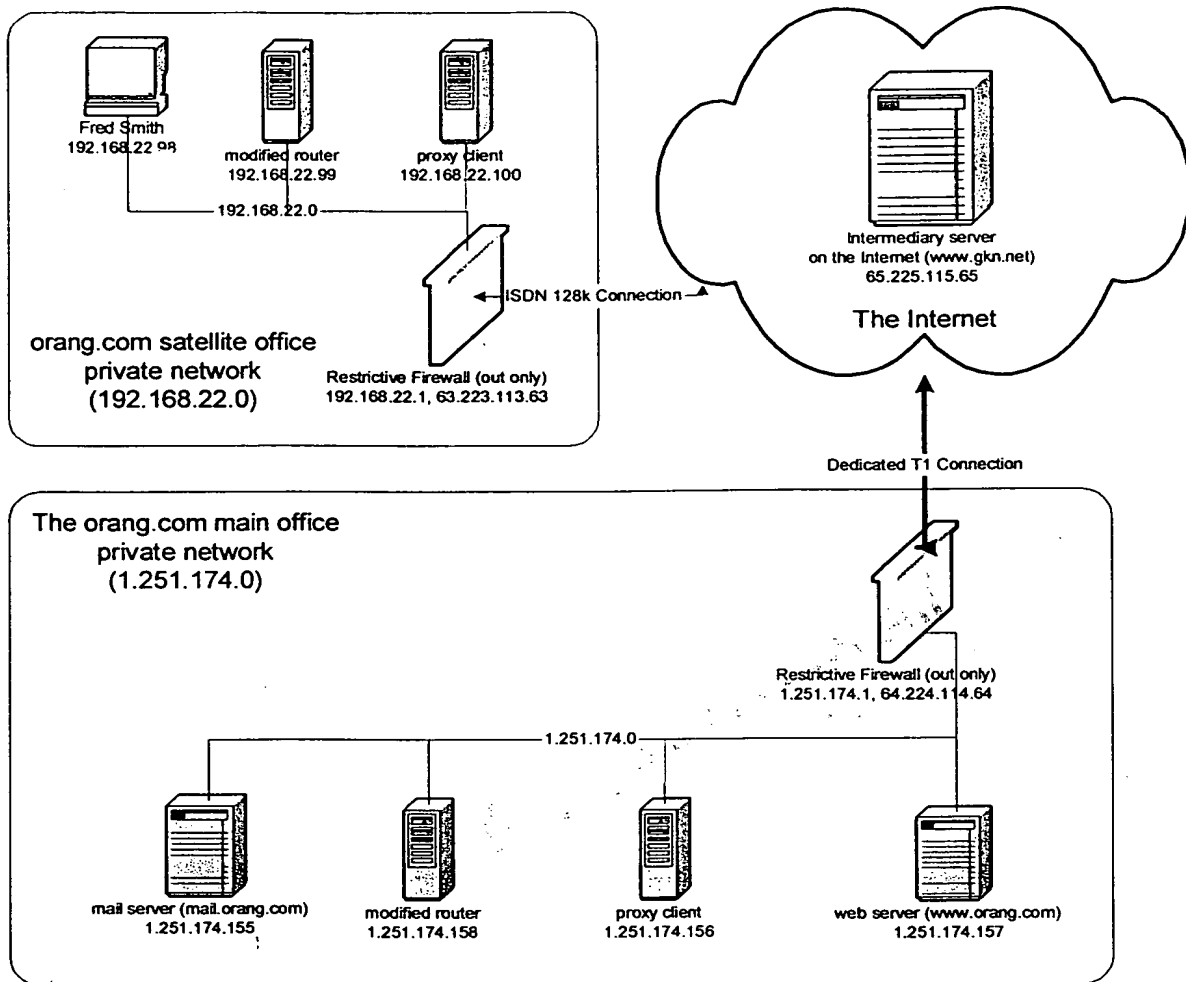 Fred Smith
192.168.22.98
modified router
192.168.22.99
proxy client
192.168.22.100
192.168.22.0
ISDN 128k Connection
orang.com satellite office
private network
(192.168.22.0)
Restrictive Firewall (out only)
192.168.22.1, 63.223.113.63
Intermediary server
on the Internet (www.gkn.net)
65.225.115.65
The Internet
Dedicated T1 Connection
The orang.com main office
private network
(1.251.174.0)
Restrictive Firewall (out only)
1.251.174.1, 64.224.114.64
1.251.174.0
mail server (mail.orang.com)
1.251.174.155
modified router
1.251.174.158
proxy client
1.251.174.156
web server (www.orang.com)
1.251.174.157